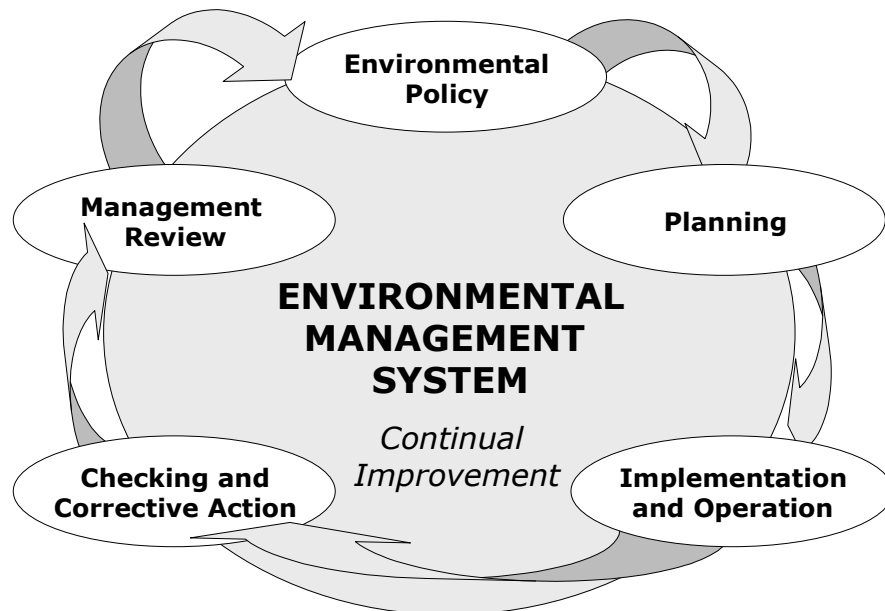 Environmental
Policy
Management
Review
Planning
ENVIRONMENTAL
MANAGEMENT
SYSTEM
Continual
Improvement
Checking and
Corrective Action
Implementation
and Operation